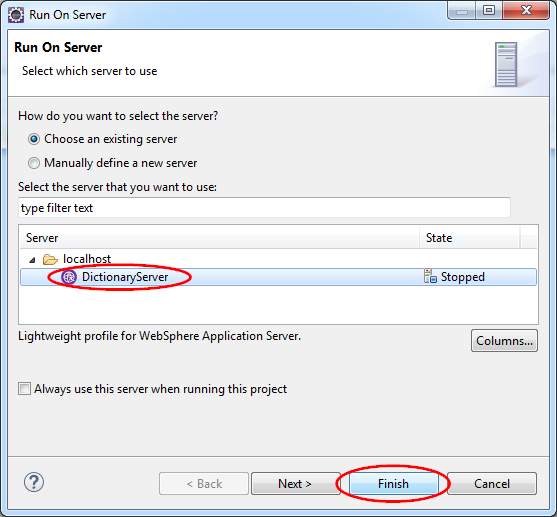 Run On Server
Run On Server
Select which server to use
How do you want to select the server?
Choose an existing server
Manually define a new server
Select the server that you want to use:
type filter text
Server State
localhost
DictionaryServer Stopped
Lightweight profile for WebSphere Application Server.
Columns...
Always use this server when running this project
? < Back Next > Finish Cancel